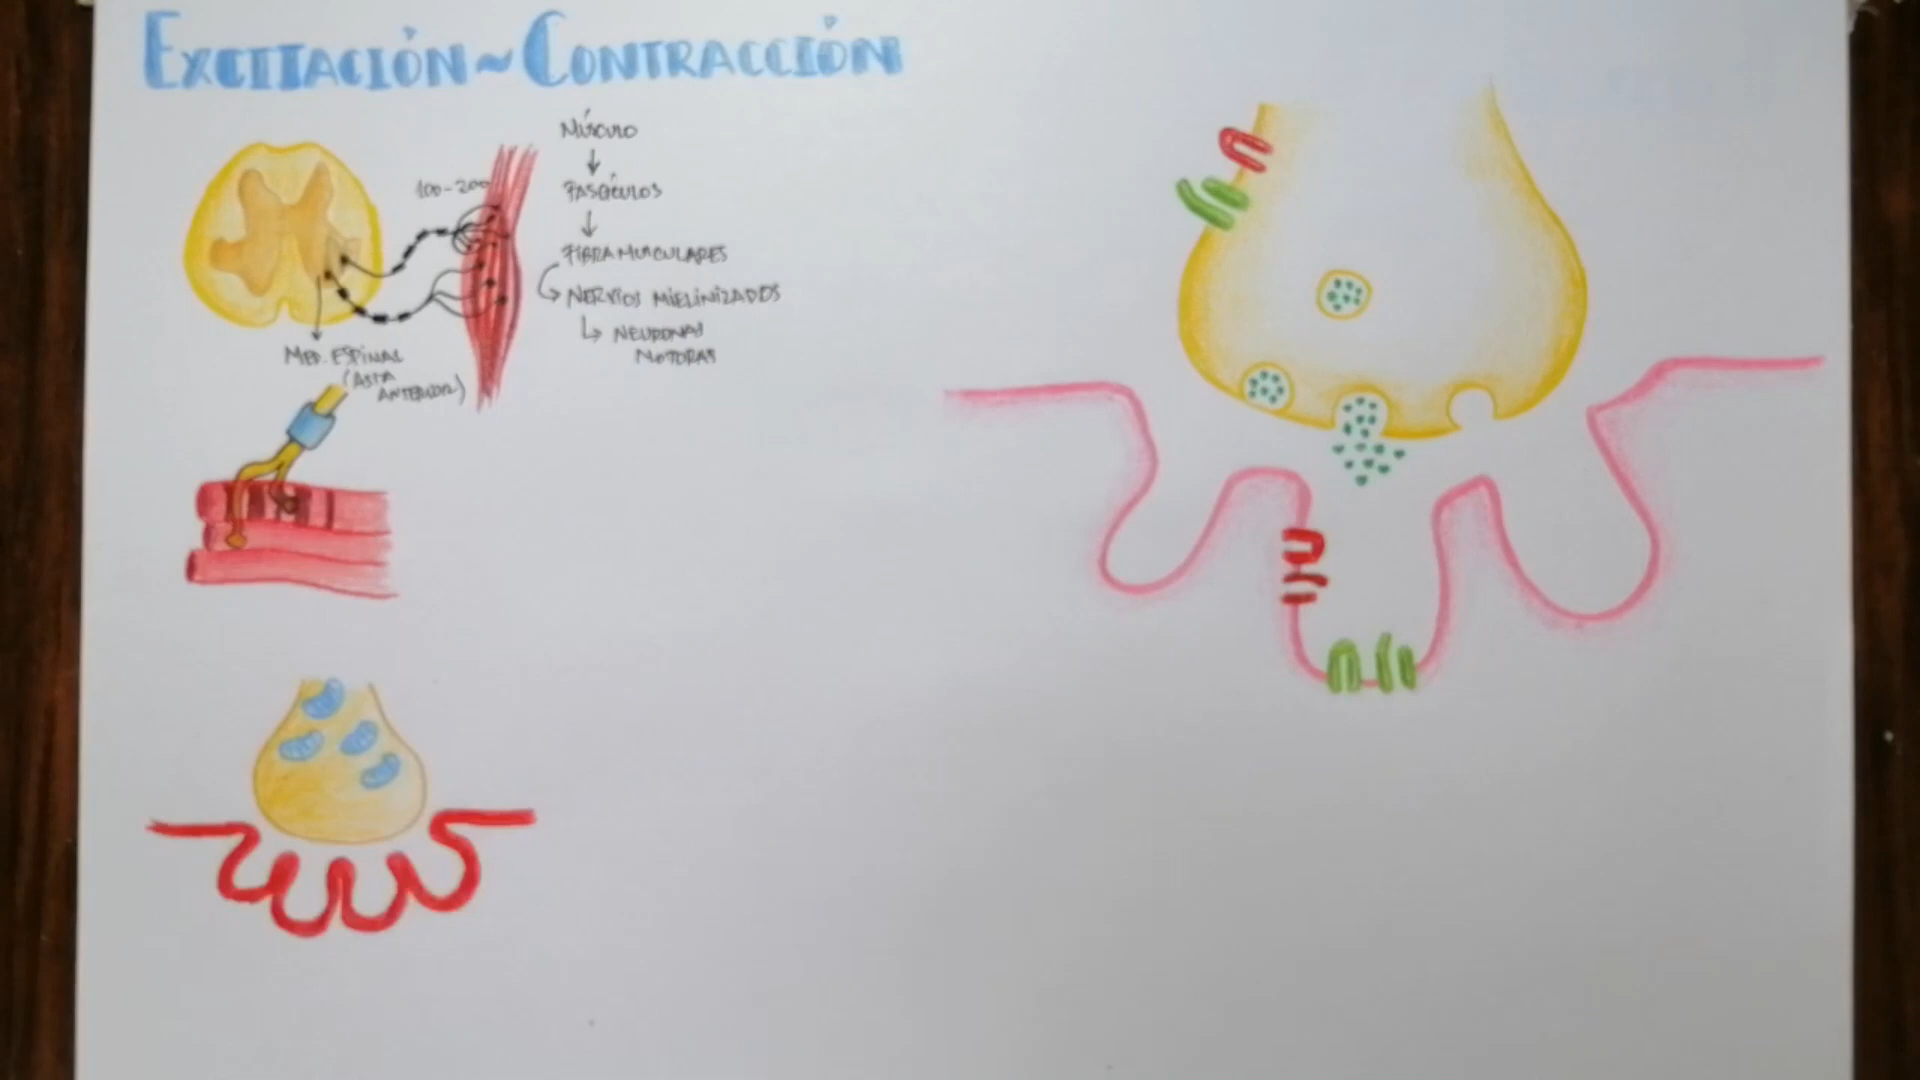 EXCITACIÓN~CONTRACCIÓN
MÚSCULO
100-200
FASCÍCULOS
FIBRA MUSCULARES
NERVIOS MIELINIZADOS
NEURONAS
MOTORAS
MED. ESPINAL
(ASTA
ANTERIOR)